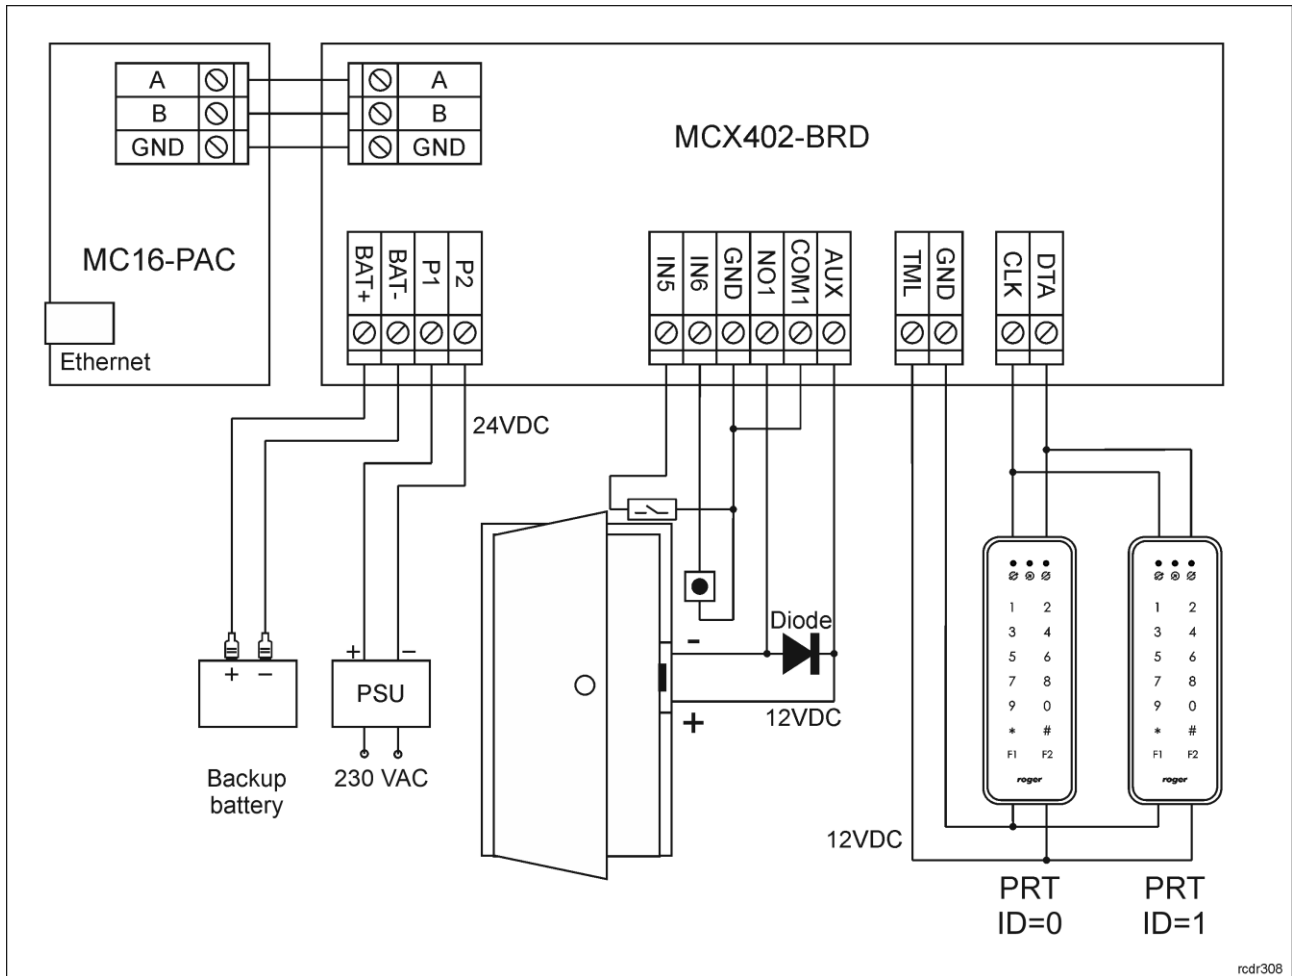 A
B
GND
A
B
GND
MCX402-BRD
MC16-PAC
Ethernet
BAT+
BAT-
P1
P2
IN5
IN6
GND
NO1
COM1
AUX
TML
GND
CLK
DTA
24VDC
+ −
+ −
PSU
Backup
battery
230 VAC
-
+
Diode
12VDC
12VDC
1 2
3 4
5 6
7 8
9 0
* #
F1 F2
roger
1 2
3 4
5 6
7 8
9 0
* #
F1 F2
roger
PRT
ID=0
PRT
ID=1
rcdr308